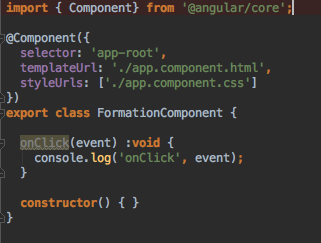 import { Component} from '@angular/core';
@Component({
selector: 'app-root',
templateUrl: './app.component.html',
styleUrls: ['./app.component.css']
})
export class FormationComponent {
onClick(event) :void {
console.log('onClick', event);
}
constructor() { }
}